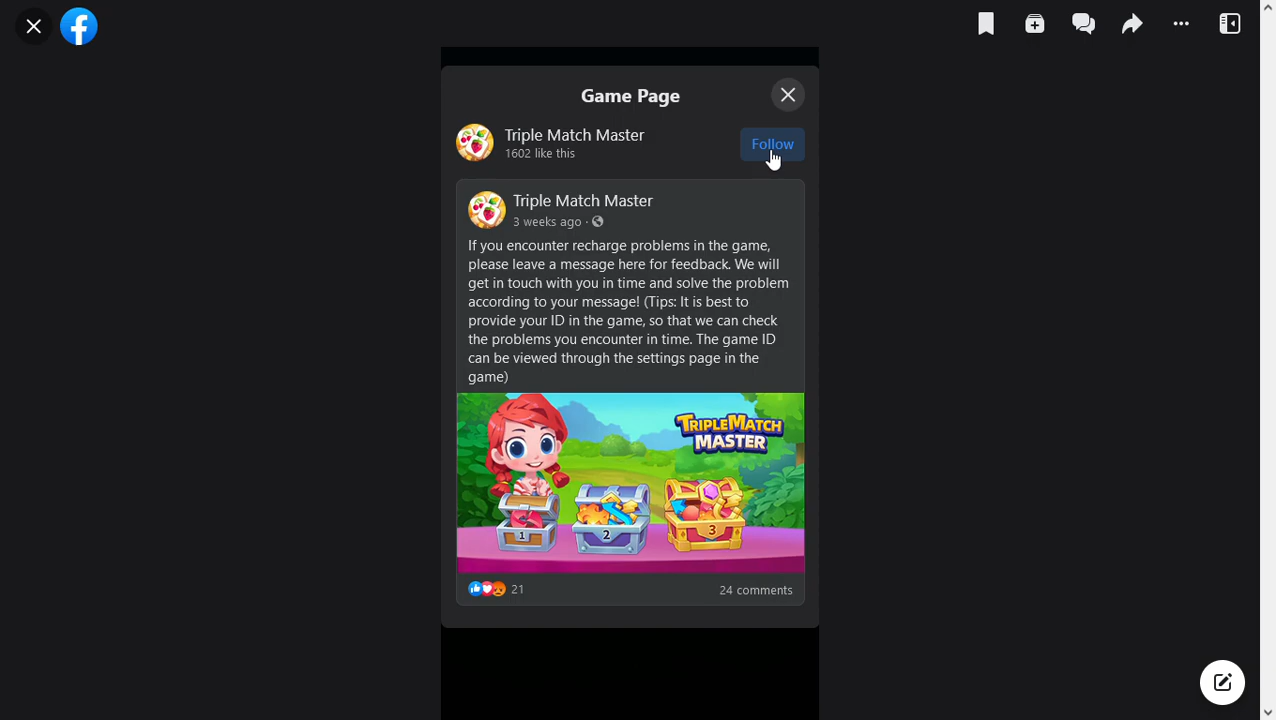 Game Page
Triple Match Master
1602 like this
Follow
Triple Match Master
3 weeks ago ·
If you encounter recharge problems in the game,
please leave a message here for feedback. We will
get in touch with you in time and solve the problem
according to your message! (Tips: It is best to
provide your ID in the game, so that we can check
the problems you encounter in time. The game ID
can be viewed through the settings page in the
game)
TRIPLE MATCH
MASTER
1
2
3
21
24 comments